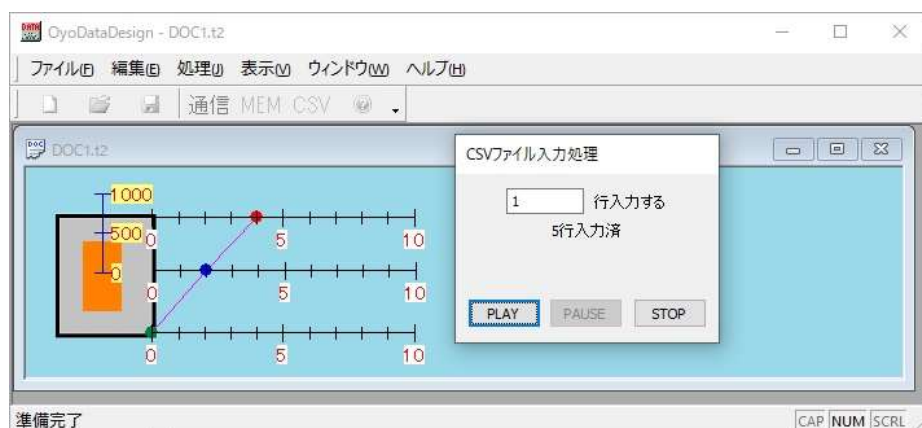 OyoDataDesign - DOC1.t2
ファイル(F) 編集(E) 処理(J) 表示(V) ウィンドウ(W) ヘルプ(H)
通信 MEM CSV
DOC1.t2
CSVファイル入力処理
1 行入力する
5行入力済
PLAY PAUSE STOP
1000
500
0
0 5 10
0 5 10
0 5 10
準備完了
CAP NUM SCRL